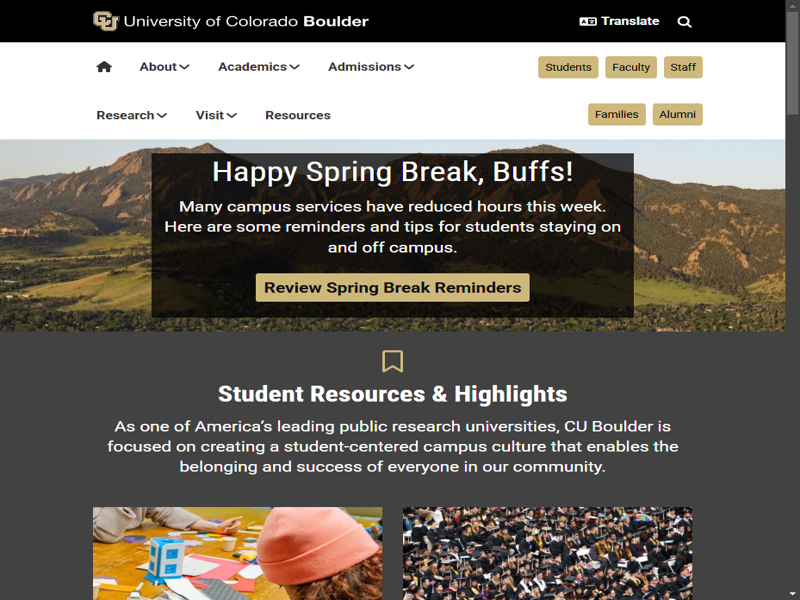 University of Colorado Boulder
Translate
About
Academics
Admissions
Students
Faculty
Staff
Research
Visit
Resources
Families
Alumni
Happy Spring Break, Buffs!
Many campus services have reduced hours this week.
Here are some reminders and tips for students staying on
and off campus.
Review Spring Break Reminders
Student Resources & Highlights
As one of America's leading public research universities, CU Boulder is
focused on creating a student-centered campus culture that enables the
belonging and success of everyone in our community.